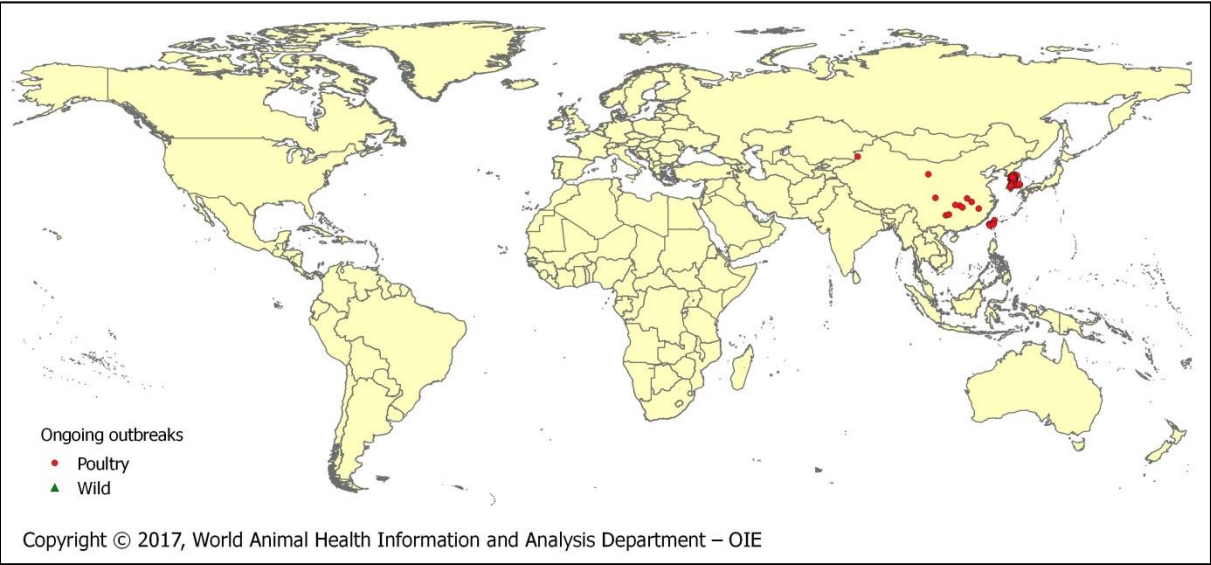 Ongoing outbreaks
Poultry
Wild
Copyright © 2017, World Animal Health Information and Analysis Department – OIE